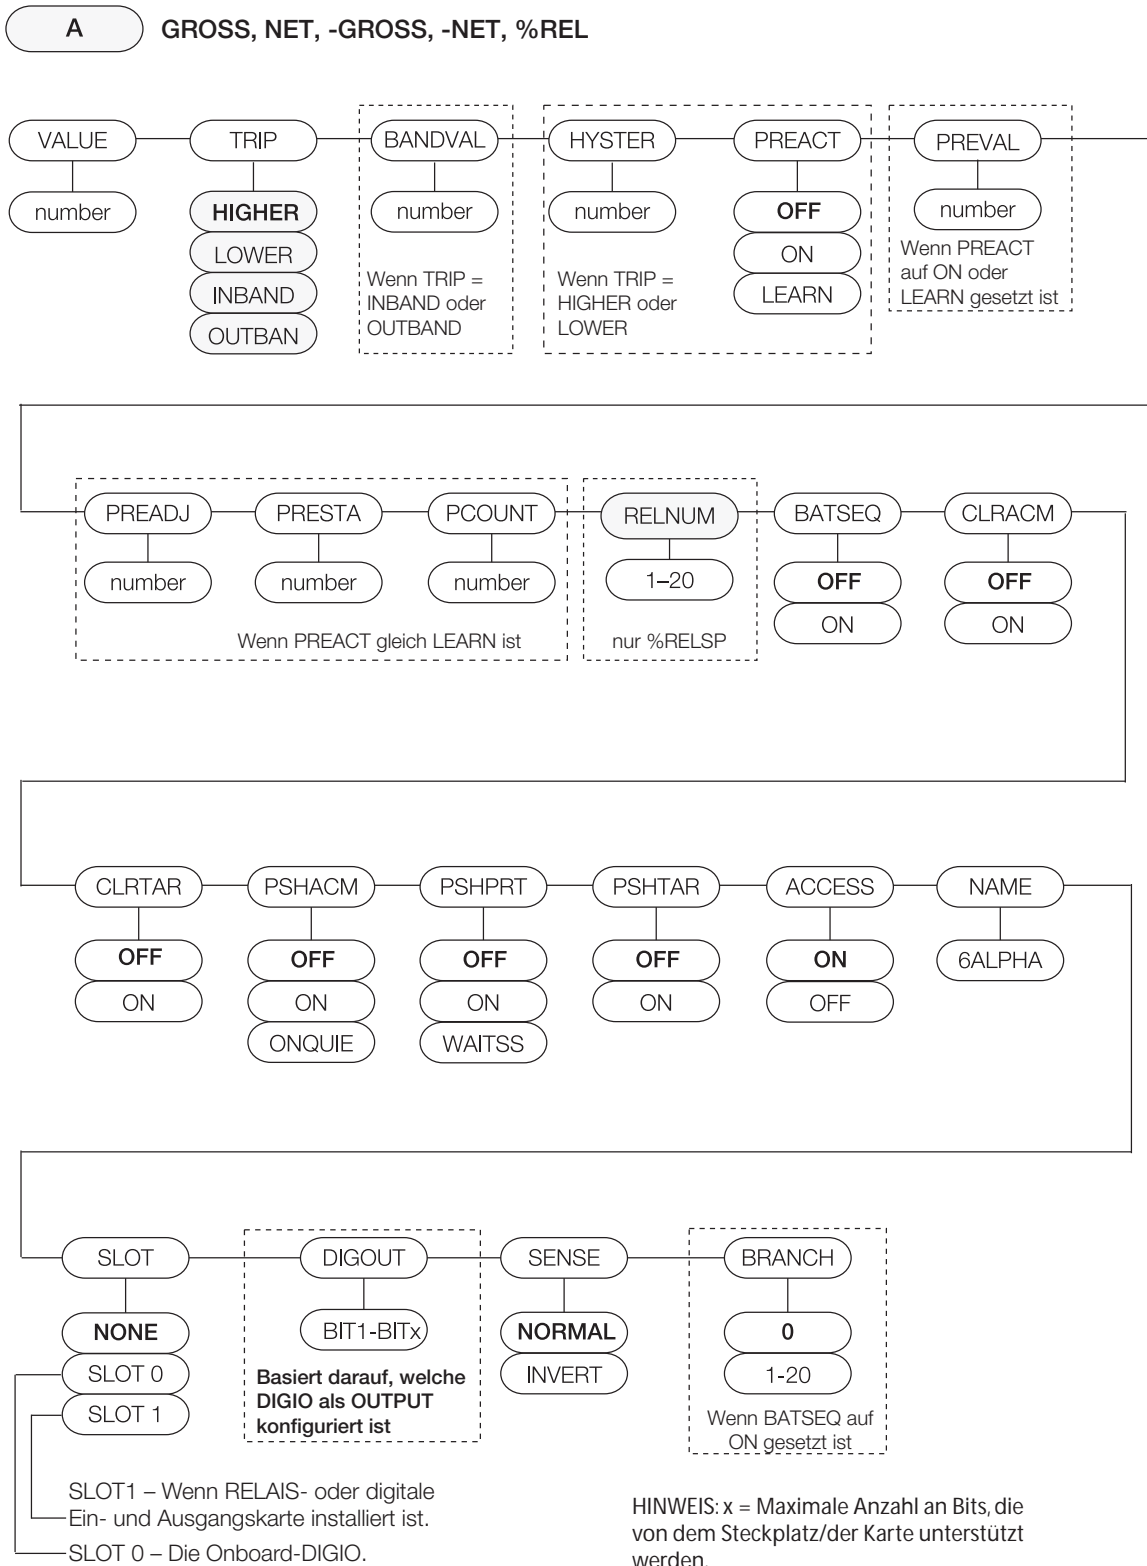 A GROSS, NET, -GROSS, -NET, %REL
VALUE TRIP BANDVAL HYSTER PREACT PREVAL
number HIGHER number number OFF number
LOWER
INBAND
OUTBAN
ON
LEARN
Wenn TRIP =
INBAND oder
OUTBAND
Wenn TRIP =
HIGHER oder
LOWER
Wenn PREACT
auf ON oder
LEARN gesetzt ist
PREADJ PRESTA PCOUNT RELNUM BATSEQ CLRACM
number number number 1–20 OFF OFF
ON ON
Wenn PREACT gleich LEARN ist
nur %RELSP
CLRTAR PSHACM PSHPRT PSHTAR ACCESS NAME
OFF OFF OFF OFF ON 6ALPHA
ON ON ON ON OFF
ONQUIE WAITSS
SLOT DIGOUT SENSE BRANCH
NONE BIT1-BITx NORMAL 0
SLOT 0 INVERT 1-20
SLOT 1
Basiert darauf, welche
DIGIO als OUTPUT
konfiguriert ist
Wenn BATSEQ auf
ON gesetzt ist
SLOT1 – Wenn RELAIS- oder digitale
Ein- und Ausgangskarte installiert ist.
SLOT 0 – Die Onboard-DIGIO.
HINWEIS: x = Maximale Anzahl an Bits, die
von dem Steckplatz/der Karte unterstützt
werden.